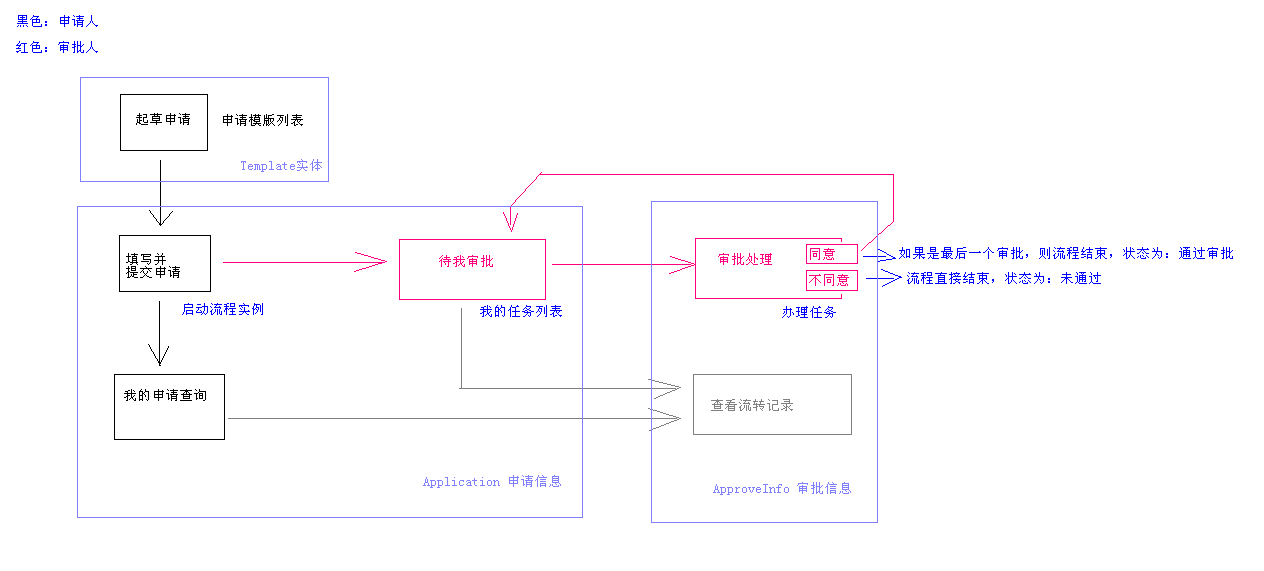 黑色：申请人
红色：审批人
起草申请
申请模版列表
Template实体
填写并
提交申请
启动流程实例
待我审批
我的任务列表
审批处理
同意
不同意
办理任务
如果是最后一个审批，则流程结束，状态为：通过审批
流程直接结束，状态为：未通过
我的申请查询
查看流转记录
Application 申请信息
ApproveInfo 审批信息